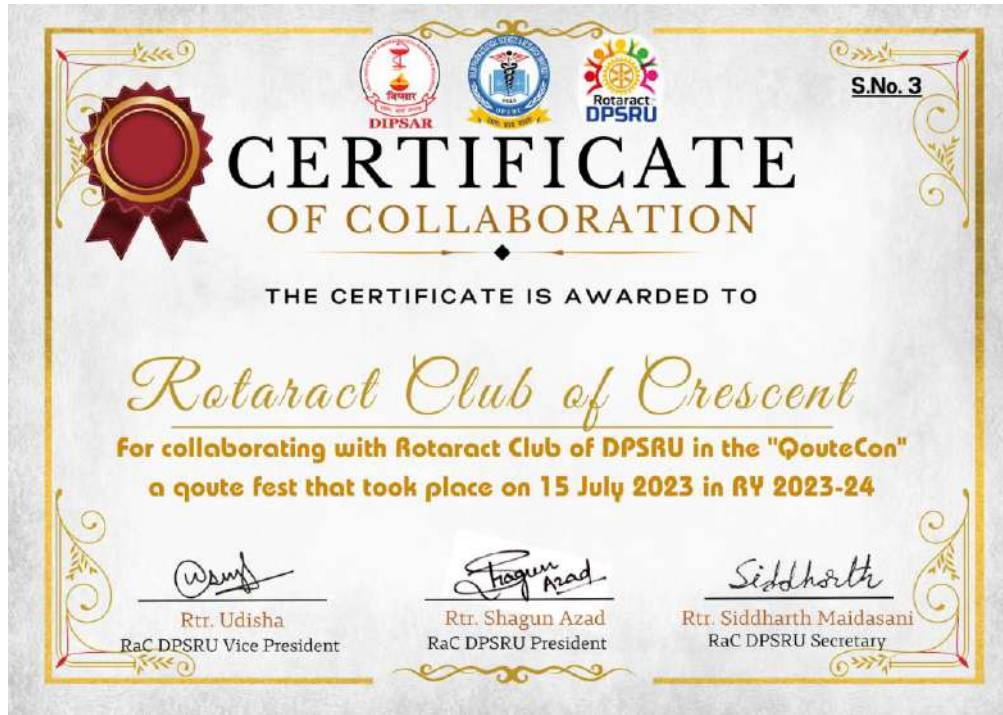 DIPSAR
DPSRU
Rotaract
DPSRU
S.No. 3
CERTIFICATE
OF COLLABORATION
THE CERTIFICATE IS AWARDED TO
Rotaract Club of Crescent
For collaborating with Rotaract Club of DPSRU in the "QouteCon"
a qoute fest that took place on 15 July 2023 in RY 2023-24
Shagun
Azad
Siddharth
Rtr. Udisha
Rtr. Shagun Azad
Rtr. Siddharth Maidasani
RaC DPSRU Vice President
RaC DPSRU President
RaC DPSRU Secretary